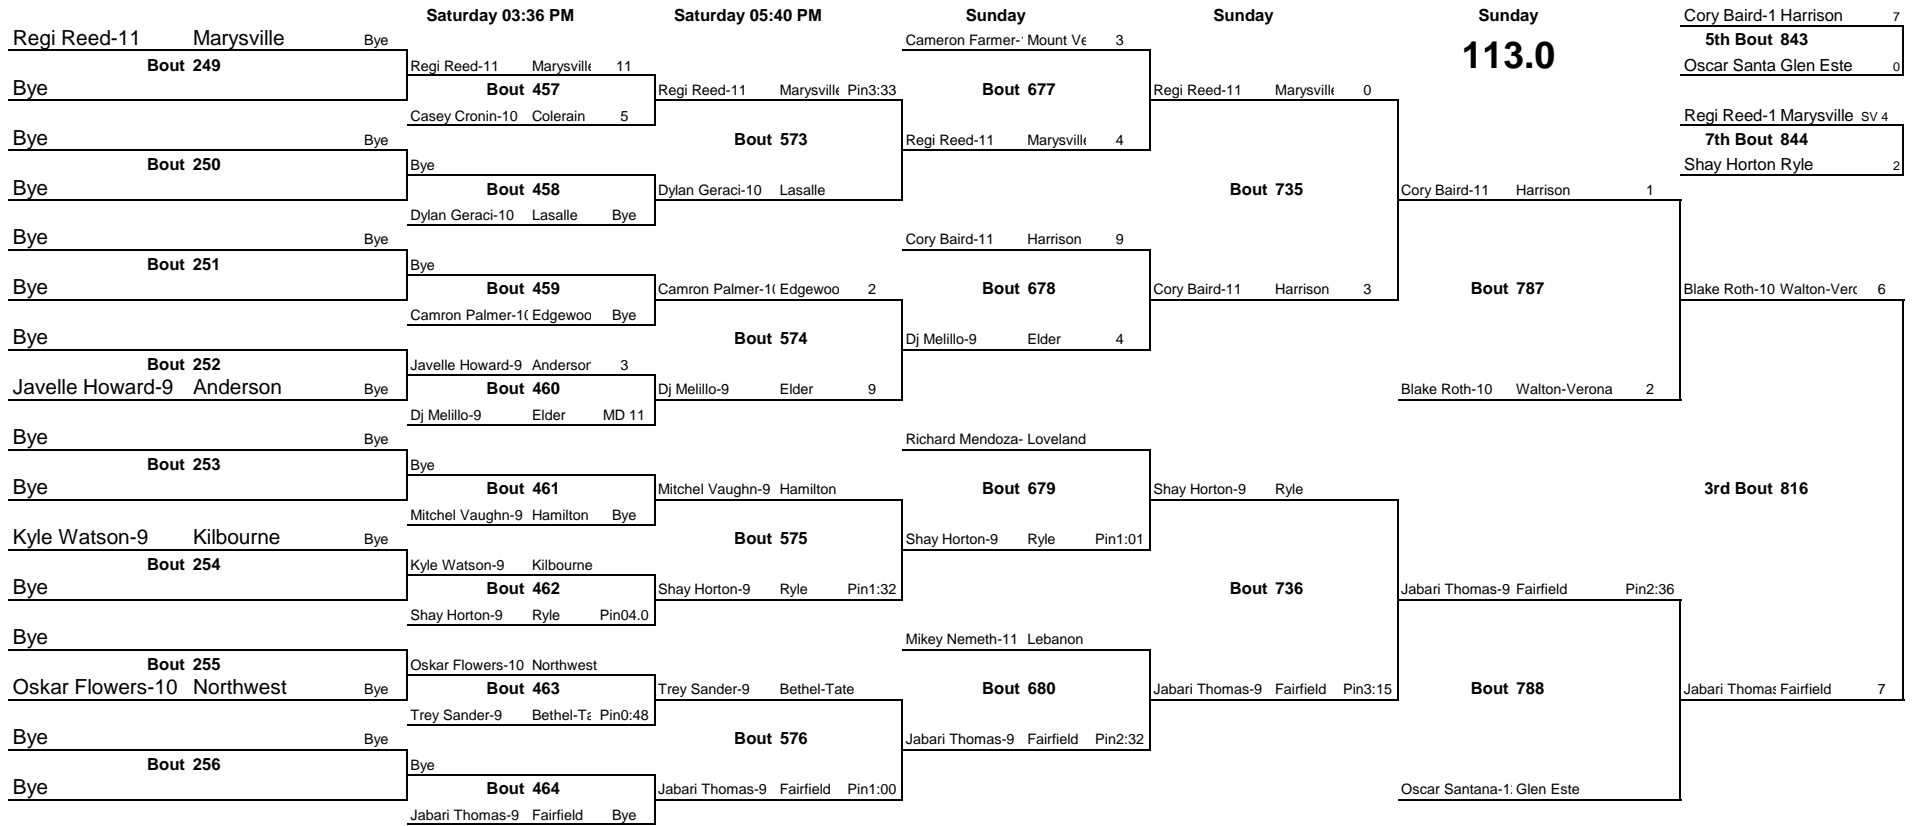 Saturday 03:36 PM Saturday 05:40 PM Sunday Sunday Sunday
113.0
Regi Reed-11 Marysville Bye
Bout 249
Bye
Bye Bye
Bout 250
Bye
Bye Bye
Bout 251
Bye
Bye
Bout 252
Javelle Howard-9 Anderson Bye
Bye Bye
Bout 253
Bye
Kyle Watson-9 Kilbourne Bye
Bout 254
Bye
Bye
Bout 255
Oskar Flowers-10 Northwest Bye
Bye Bye
Bout 256
Bye
Regi Reed-11 Marysville 11
Bout 457
Casey Cronin-10 Colerain 5
Bye
Bout 458
Dylan Geraci-10 Lasalle Bye
Bye
Bout 459
Camron Palmer-1( Edgewoo Bye
Javelle Howard-9 Anderson 3
Bout 460
Dj Melillo-9 Elder MD 11
Bye
Bout 461
Mitchel Vaughn-9 Hamilton Bye
Kyle Watson-9 Kilbourne
Bout 462
Shay Horton-9 Ryle Pin04.0
Oskar Flowers-10 Northwest
Bout 463
Trey Sander-9 Bethel-Ta Pin0:48
Bye
Bout 464
Jabari Thomas-9 Fairfield Bye
Regi Reed-11 Marysville Pin3:33
Bout 573
Dylan Geraci-10 Lasalle
Camron Palmer-1( Edgewoo 2
Bout 574
Dj Melillo-9 Elder 9
Mitchel Vaughn-9 Hamilton
Bout 575
Shay Horton-9 Ryle Pin1:32
Trey Sander-9 Bethel-Tate
Bout 576
Jabari Thomas-9 Fairfield Pin1:00
Cameron Farmer- Mount Ve 3
Bout 677
Regi Reed-11 Marysville 4
Cory Baird-11 Harrison 9
Bout 678
Dj Melillo-9 Elder 4
Richard Mendoza- Loveland
Bout 679
Shay Horton-9 Ryle Pin1:01
Mikey Nemeth-11 Lebanon
Bout 680
Jabari Thomas-9 Fairfield Pin2:32
Regi Reed-11 Marysville 0
Bout 735
Cory Baird-11 Harrison 3
Shay Horton-9 Ryle
Bout 736
Jabari Thomas-9 Fairfield Pin3:15
Cory Baird-11 Harrison 1
Bout 787
Blake Roth-10 Walton-Verona 2
Jabari Thomas-9 Fairfield Pin2:36
Bout 788
Oscar Santana-1 Glen Este
Cory Baird-1 Harrison 7
5th Bout 843
Oscar Santa Glen Este 0
Regi Reed-1 Marysville SV 4
7th Bout 844
Shay Horton Ryle 2
Blake Roth-10 Walton-Verc 6
3rd Bout 816
Jabari Thomas Fairfield 7